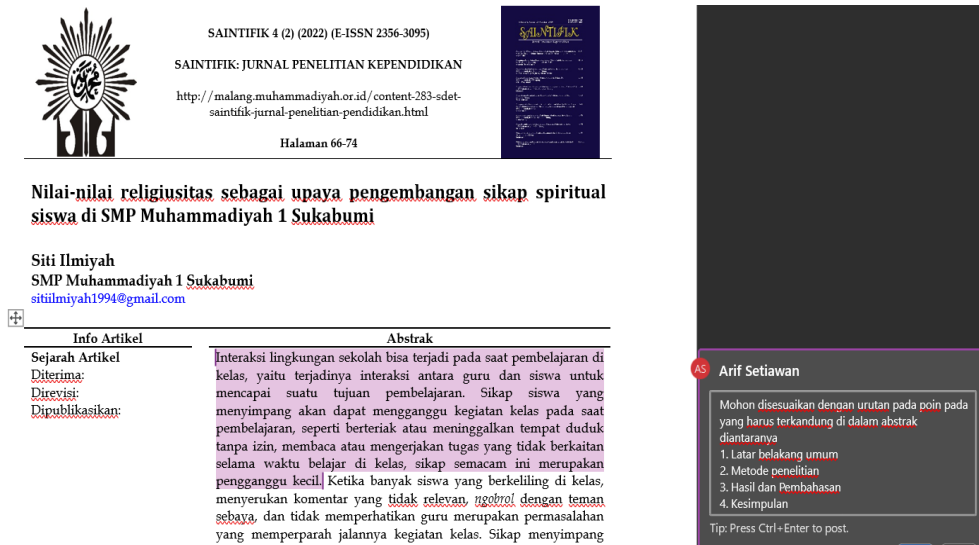 SAINTIFIK 4 (2) (2022) (E-ISSN 2356-3095)
SAINTIFIK: JURNAL PENELITIAN KEPENDIDIKAN
http://malang.muhammadiyah.or.id/content-283-sdet-
saintifik-jurnal-penelitian-pendidikan.html
Halaman 66-74
SAINTIFIK
Nilai-nilai religiusitas sebagai upaya pengembangan sikap spiritual
siswa di SMP Muhammadiyah 1 Sukabumi
Siti Ilmiyah
SMP Muhammadiyah 1 Sukabumi
sitiilmiyah1994@gmail.com
Info Artikel
Sejarah Artikel
Diterima:
Direvisi:
Dipublikasikan:
Abstrak
Interaksi lingkungan sekolah bisa terjadi pada saat pembelajaran di
kelas, yaitu terjadinya interaksi antara guru dan siswa untuk
mencapai suatu tujuan pembelajaran. Sikap siswa yang
menyimpang akan dapat mengganggu kegiatan kelas pada saat
pembelajaran, seperti berteriak atau meninggalkan tempat duduk
tanpa izin, membaca atau mengerjakan tugas yang tidak berkaitan
selama waktu belajar di kelas, sikap semacam ini merupakan
pengganggu kecil. Ketika banyak siswa yang berkeliling di kelas,
menyerukan komentar yang tidak relevan, ngobrol dengan teman
sebaya, dan tidak memperhatikan guru merupakan permasalahan
yang memperparah jalannya kegiatan kelas. Sikap menyimpang
AS
Arif Setiawan
Mohon disesuaikan dengan urutan pada poin pada
yang harus terkandung di dalam abstrak
diantaranya
1. Latar belakang umum
2. Metode penelitian
3. Hasil dan Pembahasan
4. Kesimpulan
Tip: Press Ctrl+Enter to post.